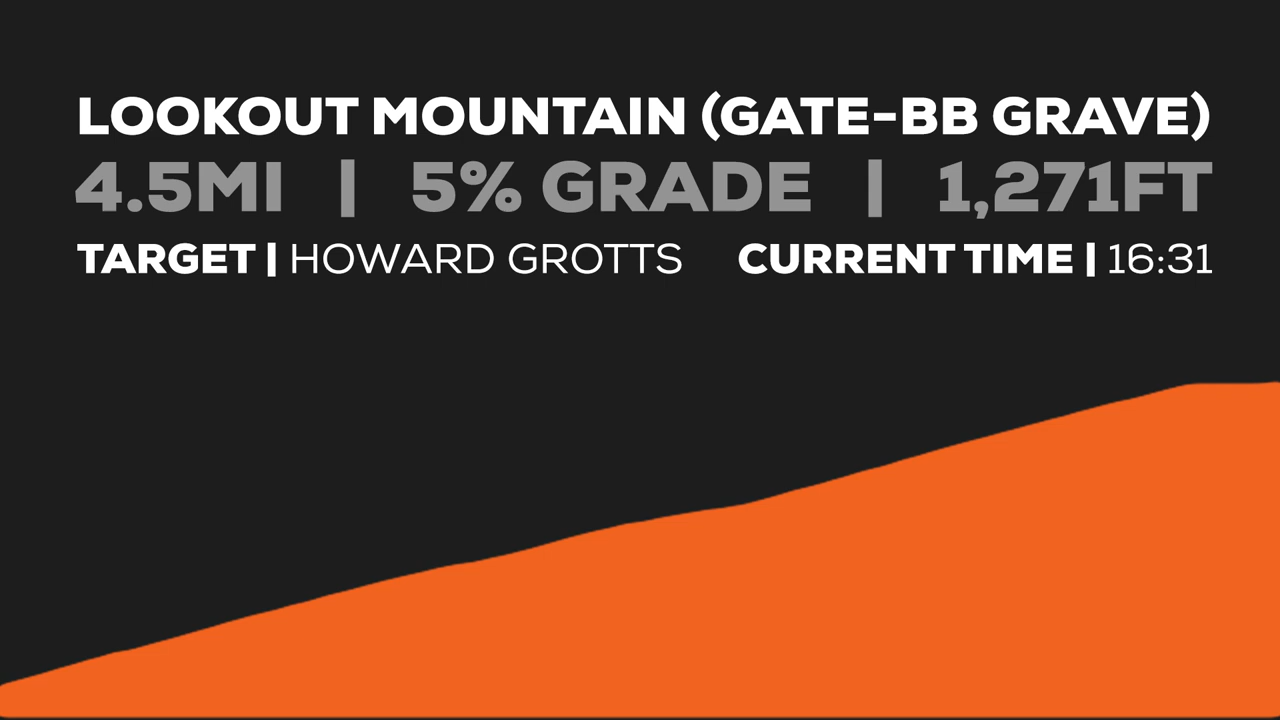 LOOKOUT MOUNTAIN (GATE-BB GRAVE)
4.5MI | 5% GRADE | 1,271FT
TARGET | HOWARD GROTTS CURRENT TIME | 16:31